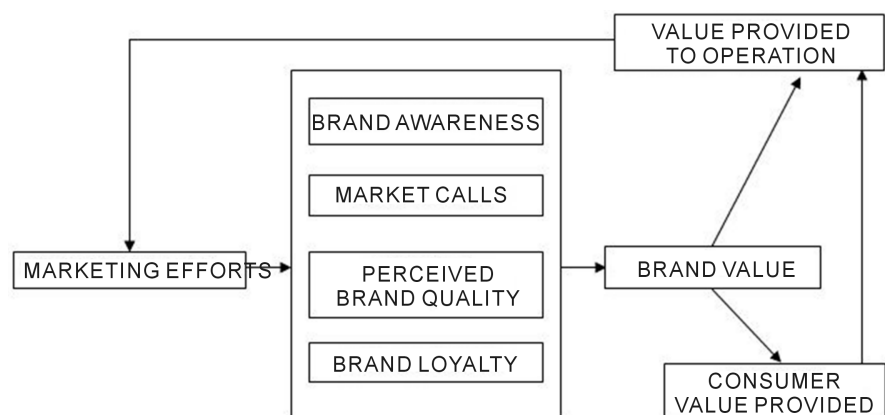 VALUE PROVIDED
TO OPERATION
BRAND AWARENESS
MARKET CALLS
MARKETING EFFORTS
PERCEIVED
BRAND QUALITY
BRAND VALUE
BRAND LOYALTY
CONSUMER
VALUE PROVIDED